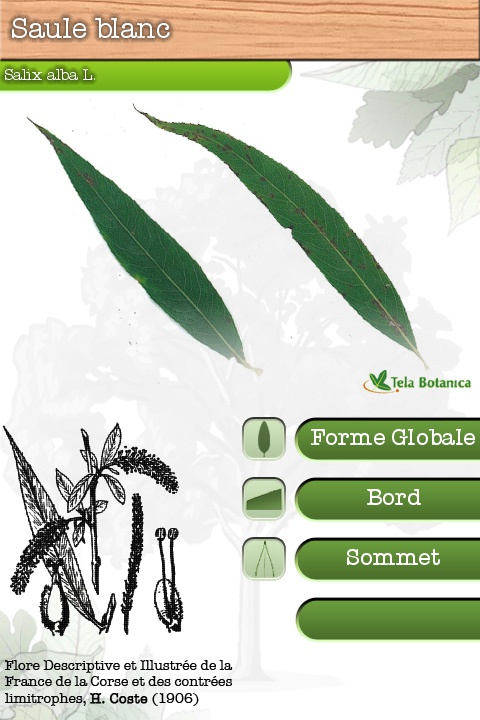 Saule blanc
Salix alba L.
Tela Botanica
Forme Globale
Bord
Sommet
Flore Descriptive et Illustrée de la
France de la Corse et des contrées
limitrophes, H. Coste (1906)